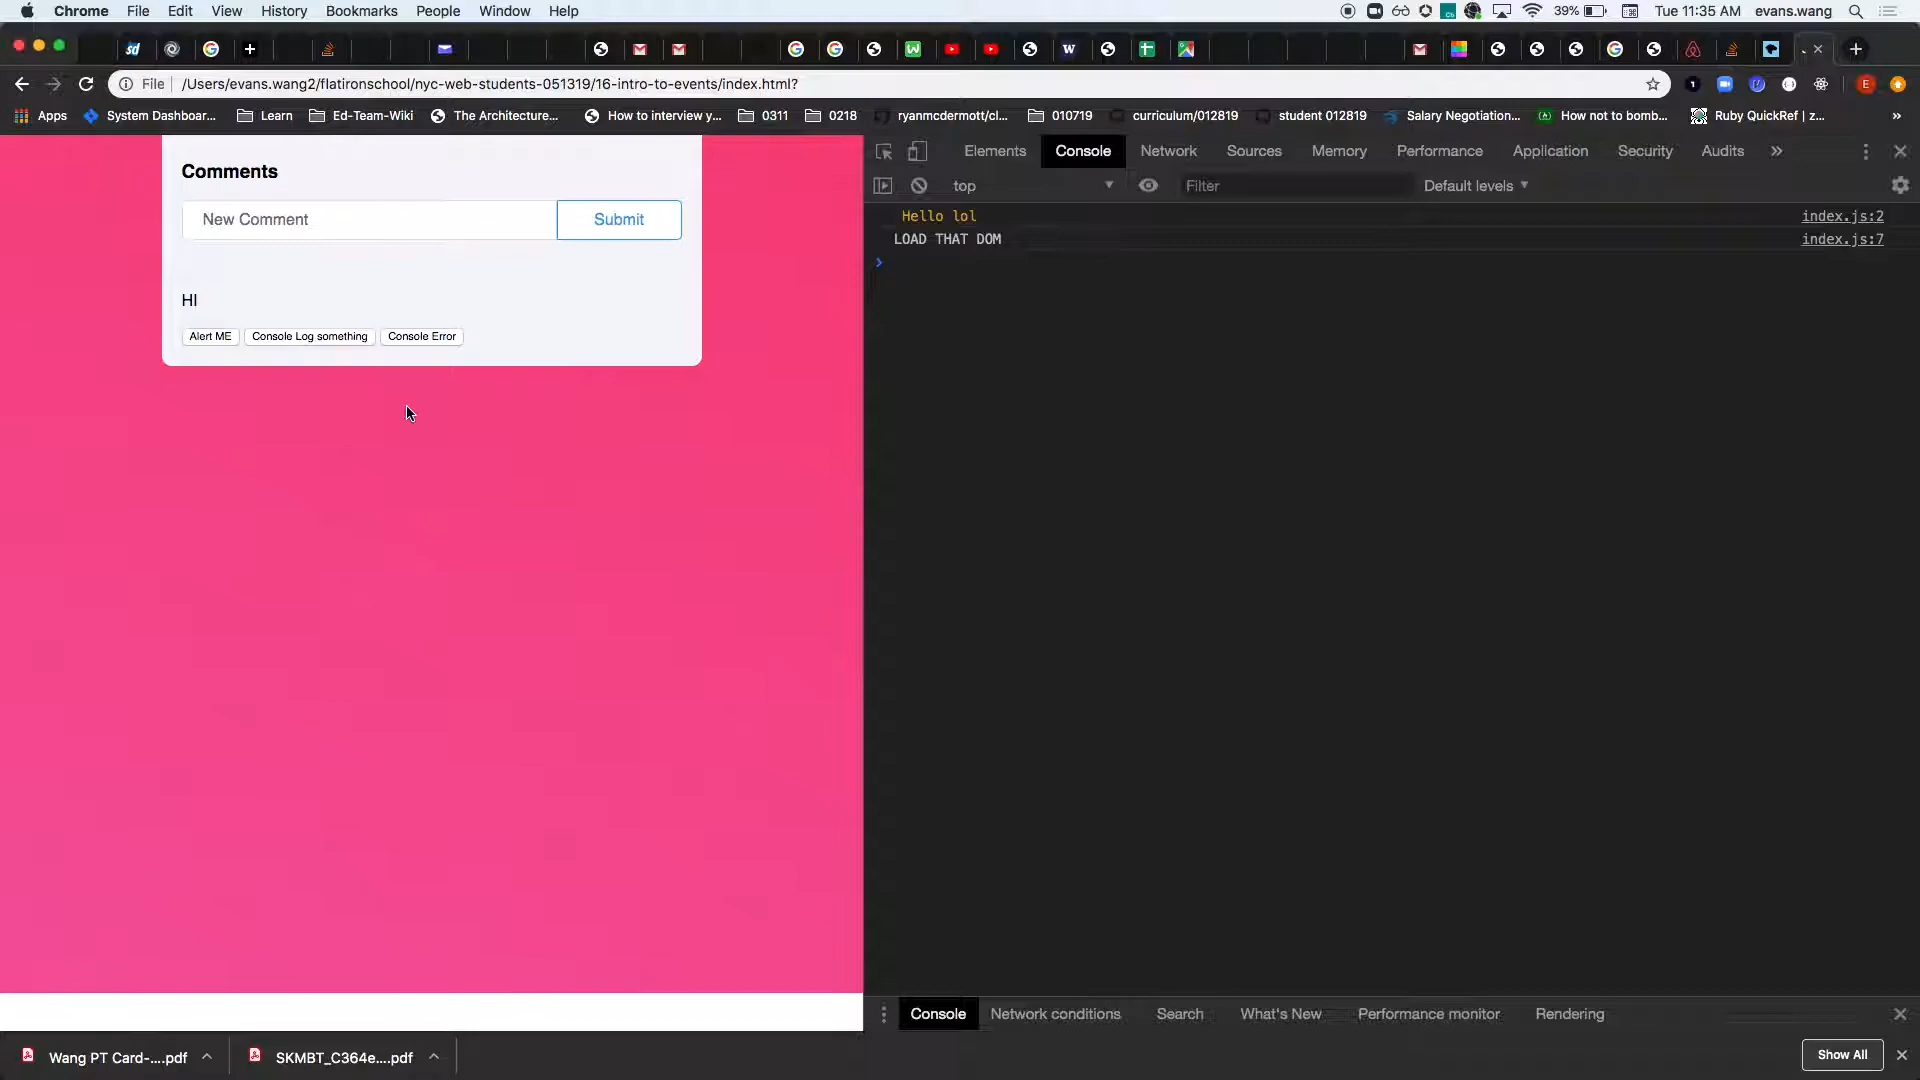 Chrome File Edit View History Bookmarks People Window Help 39% Tue 11:35 AM evans.wang
File /Users/evans.wang2/flatironschool/nyc-web-students-051319/16-intro-to-events/index.html?
Apps System Dashboar... Learn Ed-Team-Wiki The Architecture... How to interview y... 0311 0218 ryanmcdermott/cl... 010719 curriculum/012819 student 012819 Salary Negotiation... How not to bomb... Ruby QuickRef | z... »
Elements Console Network Sources Memory Performance Application Security Audits »
top Filter Default levels
Hello lol index.js:2
LOAD THAT DOM index.js:7
Comments
New Comment Submit
HI
Alert ME Console Log something Console Error
Console Network conditions Search What's New Performance monitor Rendering
Wang PT Card-....pdf SKMBT_C364e....pdf Show All